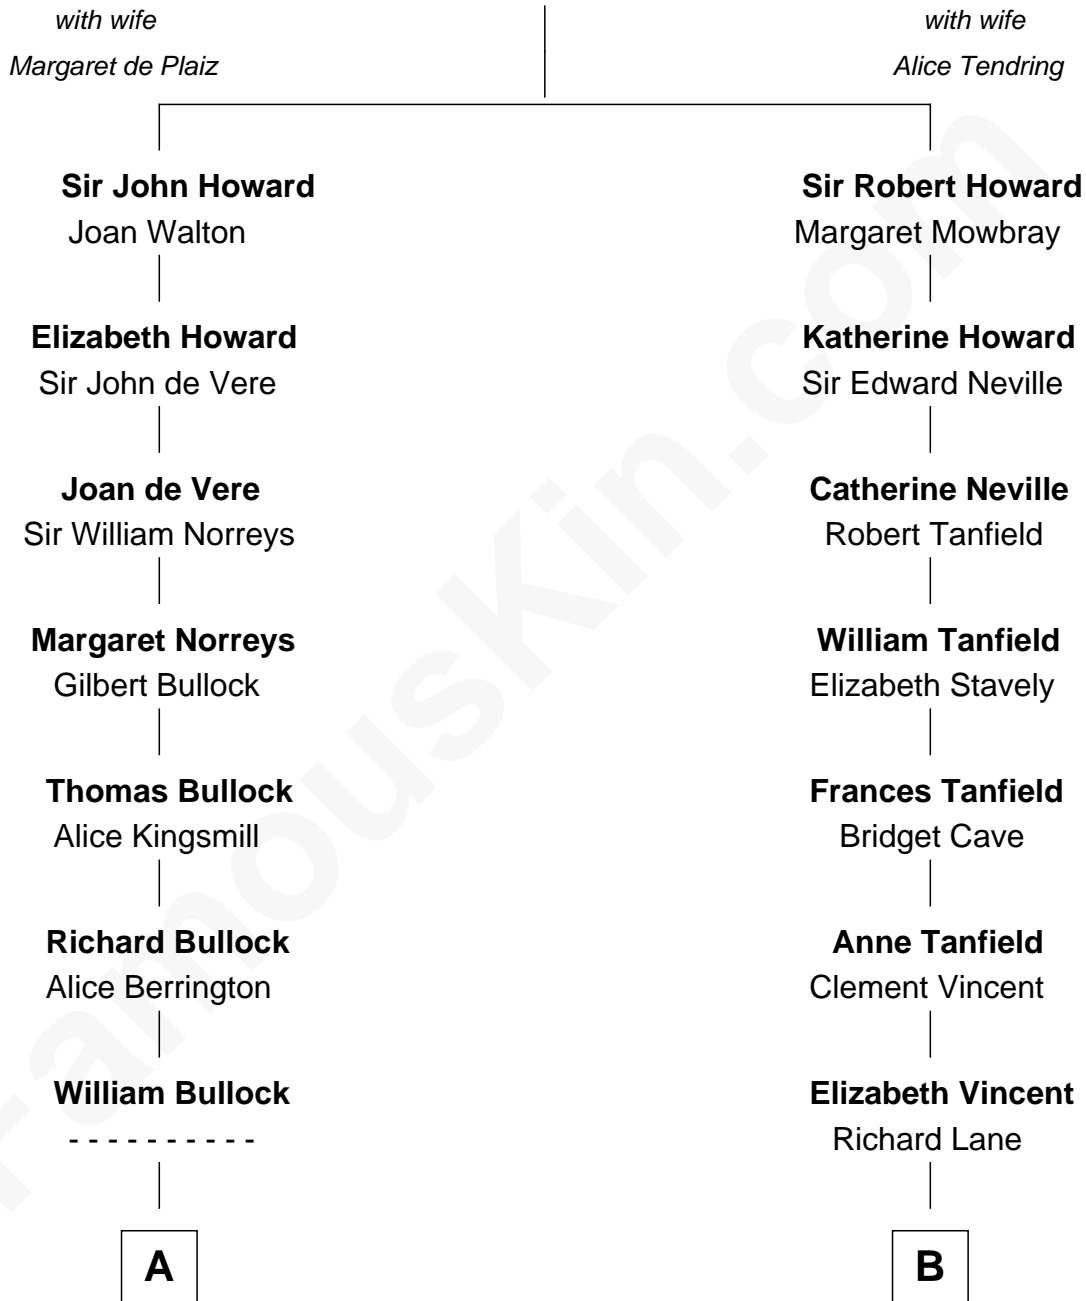 with wife
Margaret de Plaiz
with wife
Alice Tendring
Sir John Howard
Joan Walton
Sir Robert Howard
Margaret Mowbray
Elizabeth Howard
Sir John de Vere
Katherine Howard
Sir Edward Neville
Joan de Vere
Sir William Norreys
Catherine Neville
Robert Tanfield
Margaret Norreys
Gilbert Bullock
William Tanfield
Elizabeth Stavely
Thomas Bullock
Alice Kingsmill
Frances Tanfield
Bridget Cave
Richard Bullock
Alice Berrington
Anne Tanfield
Clement Vincent
William Bullock
- - - - - - - - - -
Elizabeth Vincent
Richard Lane
A
B
FamousKin.com